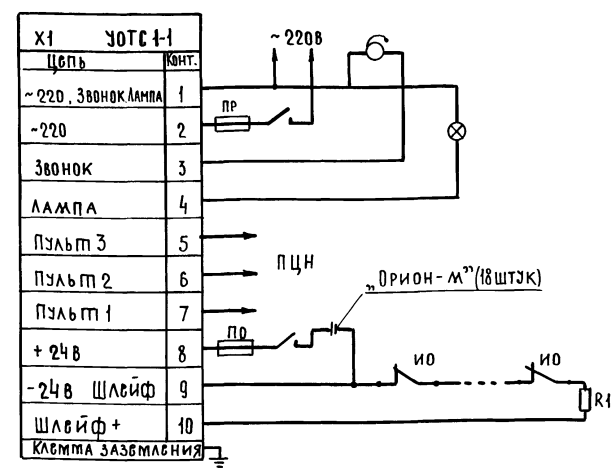 X1 УОТС 1-1
Цепь Конт.
~220, Звонок Лампа 1
~220 2
Звонок 3
Лампа 4
Пульт 3 5
Пульт 2 6
Пульт 1 7
+ 24в 8
- 24в Шлейф 9
Шлейф + 10
Клемма заземления
~ 220в
ПР
ПЦН
„Орион-М” (18 штук)
ПО
ИО
ИО
R1